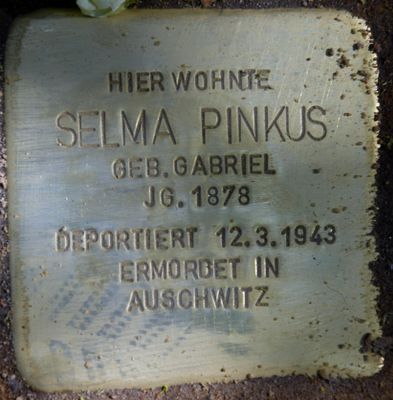 HIER WOHNTE
SELMA PINKUS
GEB. GABRIEL
JG. 1878
DEPORTIERT 12.3.1943
ERMORDET IN
AUSCHWITZ